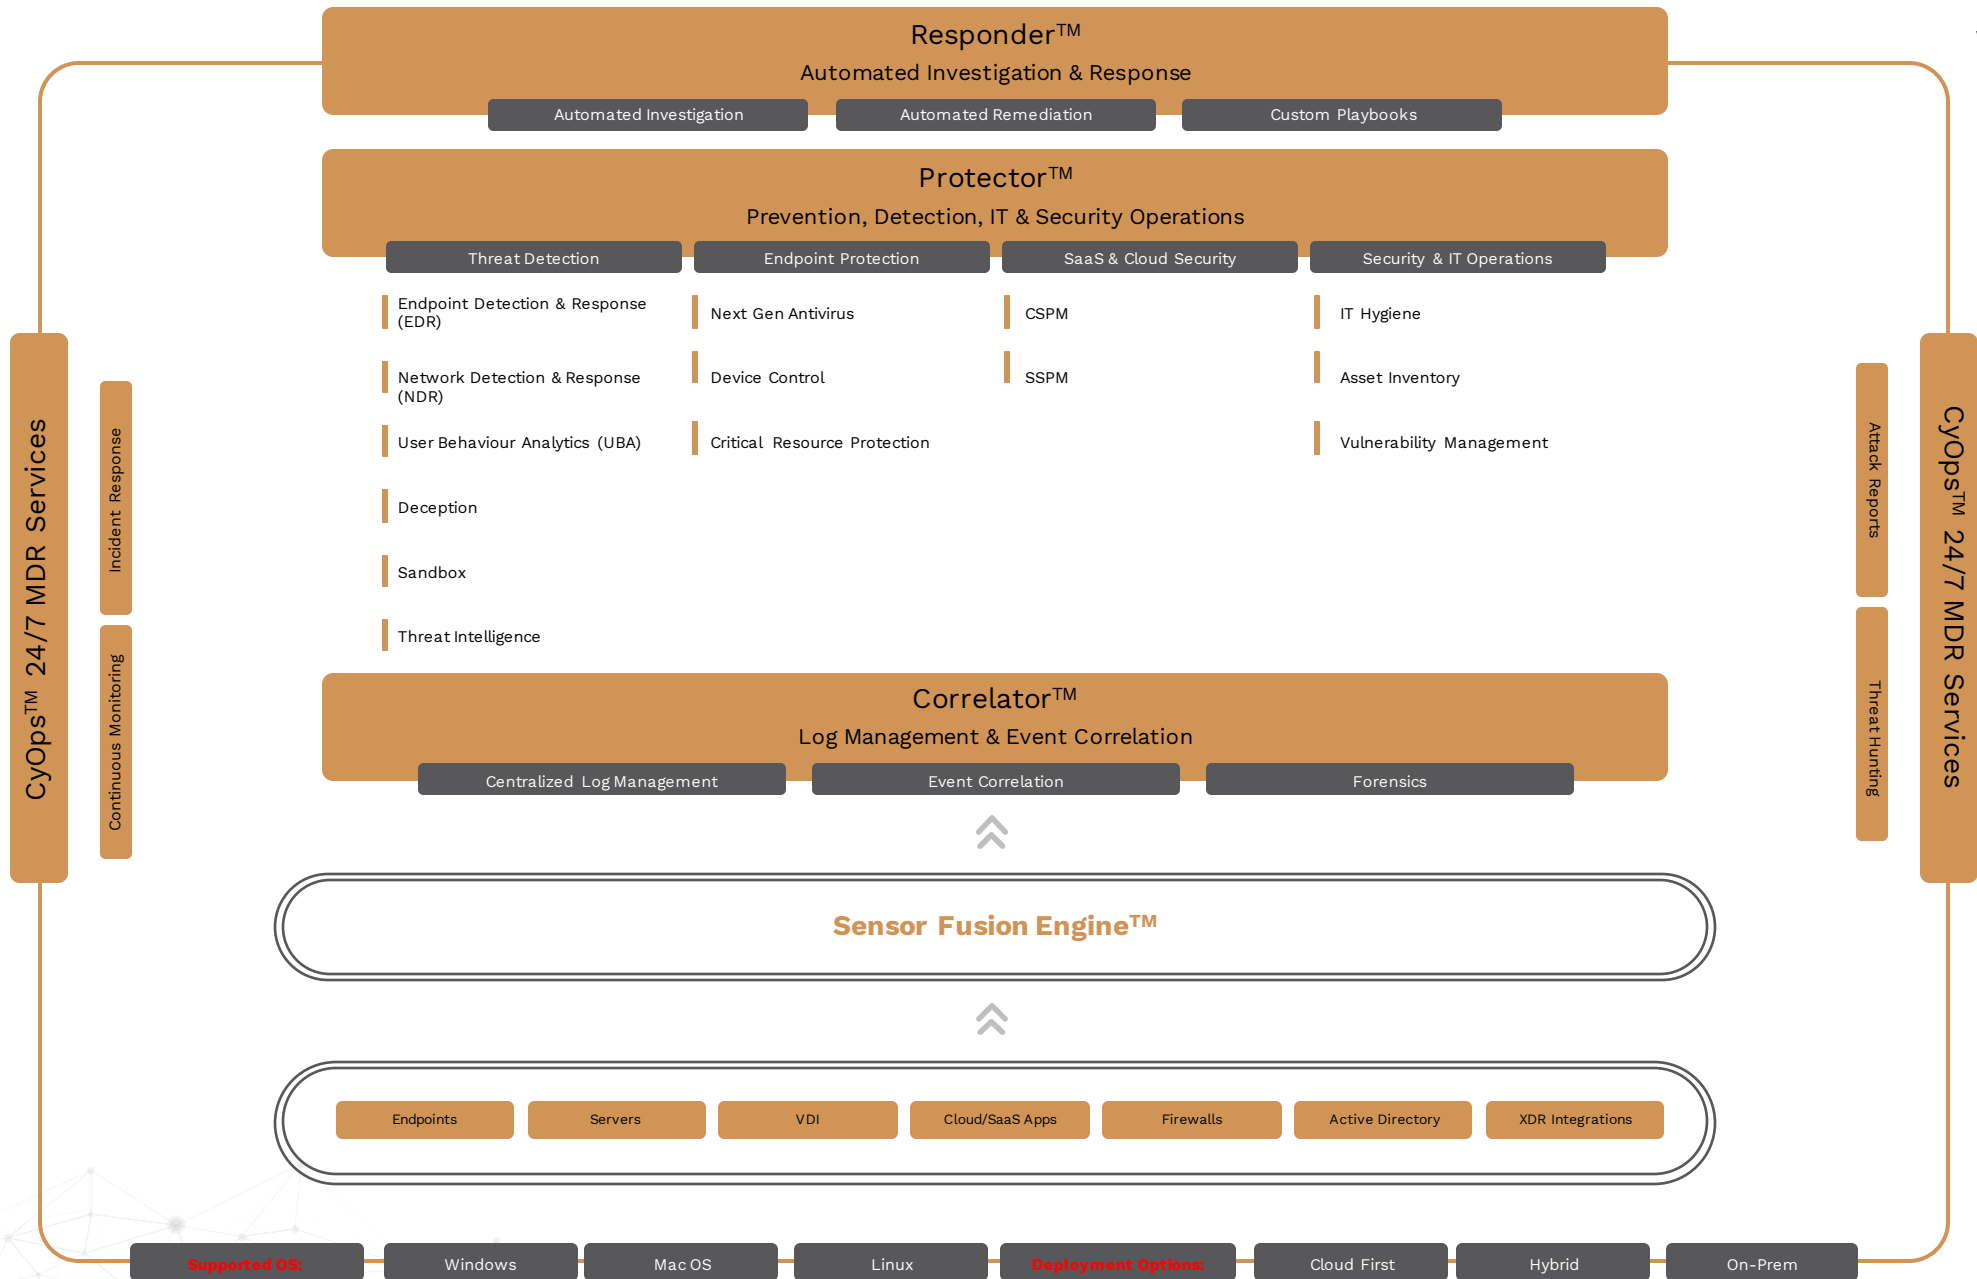 Responder™
Automated Investigation & Response
Automated Investigation
Automated Remediation
Custom Playbooks
Protector™
Prevention, Detection, IT & Security Operations
Threat Detection
Endpoint Protection
SaaS & Cloud Security
Security & IT Operations
Endpoint Detection & Response
(EDR)
Network Detection & Response
(NDR)
User Behaviour Analytics (UBA)
Deception
Sandbox
Threat Intelligence
Next Gen Antivirus
Device Control
Critical Resource Protection
CSPM
SSPM
IT Hygiene
Asset Inventory
Vulnerability Management
CyOps™ 24/7 MDR Services
Incident Response
Continuous Monitoring
Attack Reports
Threat Hunting
CyOps™ 24/7 MDR Services
Correlator™
Log Management & Event Correlation
Centralized Log Management
Event Correlation
Forensics
Sensor Fusion Engine™
Endpoints
Servers
VDI
Cloud/SaaS Apps
Firewalls
Active Directory
XDR Integrations
Supported OS:
Windows
Mac OS
Linux
Deployment Options:
Cloud First
Hybrid
On-Prem